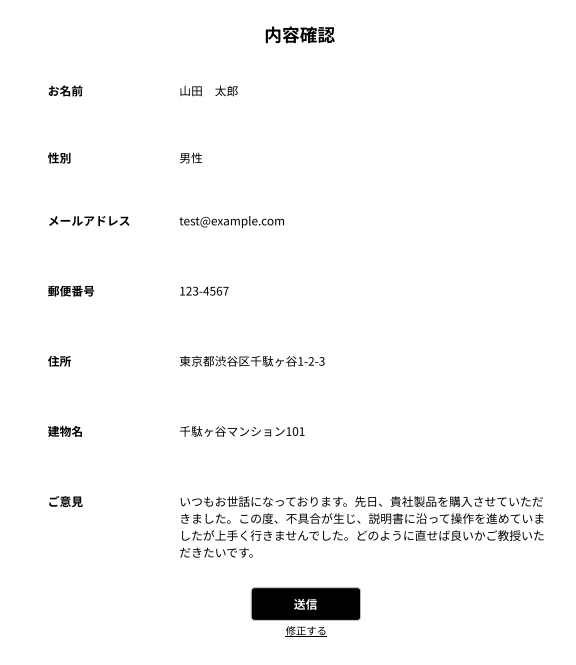 内容確認
お名前 山田　太郎
性別 男性
メールアドレス test@example.com
郵便番号 123-4567
住所 東京都渋谷区千駄ヶ谷1-2-3
建物名 千駄ヶ谷マンション101
ご意見 いつもお世話になっております。先日、貴社製品を購入させていただ
きました。この度、不具合が生じ、説明書に沿って操作を進めていま
したが上手く行きませんでした。どのように直せば良いかご教授いた
だきたいです。
送信
修正する